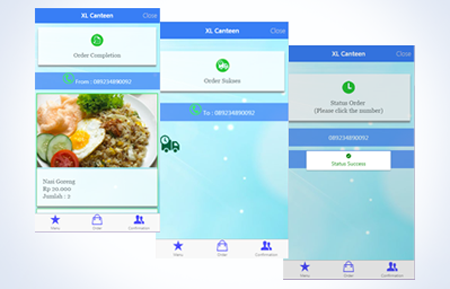 XL Canteen
Close
Order Completion
From : 089234890092
Nasi Goreng
Rp 20.000
Jumlah : 2
Menu
Order
Confirmation
XL Canteen
Close
Order Sukses
To : 089234890092
Menu
Order
Confirmation
XL Canteen
Close
Status Order
(Please click the number)
089234890092
Status Success
Menu
Order
Confirmation